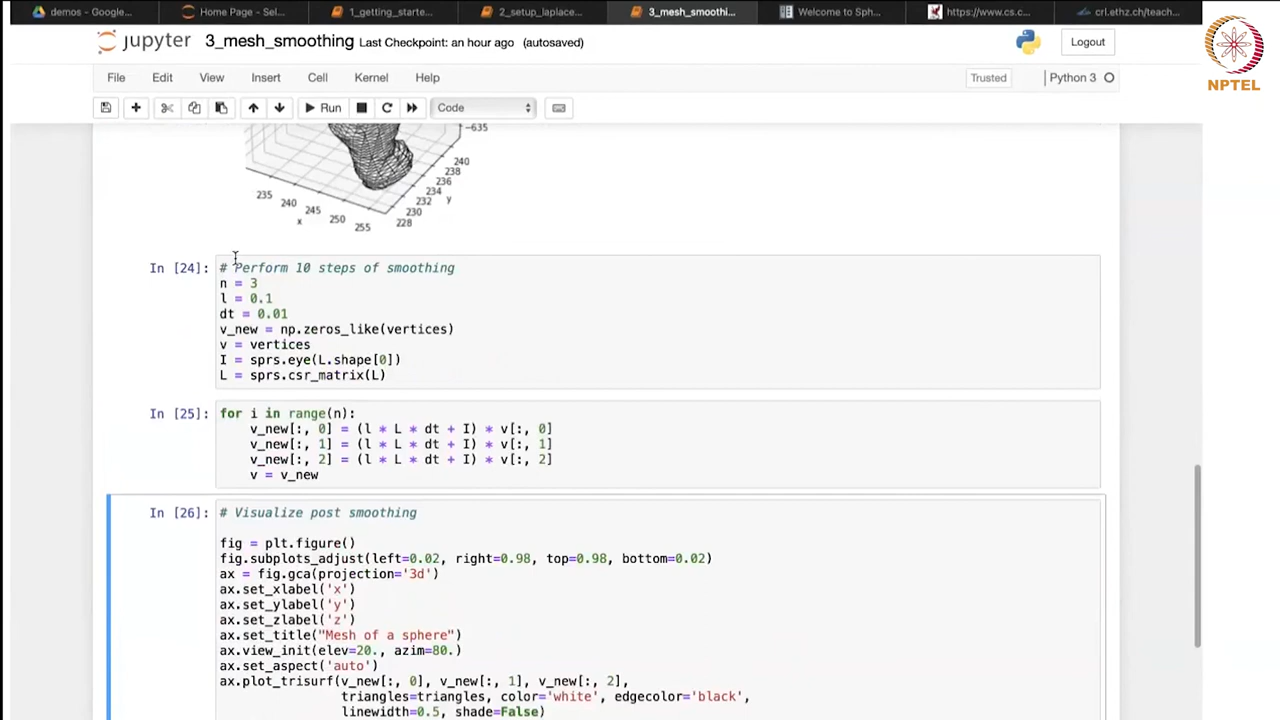 demos - Google...
Home Page - Sel...
1_getting_starte...
2_setup_laplace...
3_mesh_smoothi...
Welcome to Sph...
https://www.cs.c...
crl.ethz.ch/teach...
jupyter 3_mesh_smoothing Last Checkpoint: an hour ago (autosaved)
Logout
NPTEL
File Edit View Insert Cell Kernel Help
Trusted
Python 3
Run
Code
-635
240
238
236
234
232
230
228
y
235
240
245
250
255
x
In [24]:
# Perform 10 steps of smoothing
n = 3
l = 0.1
dt = 0.01
v_new = np.zeros_like(vertices)
v = vertices
I = sprs.eye(L.shape[0])
L = sprs.csr_matrix(L)
In [25]:
for i in range(n):
    v_new[:, 0] = (l * L * dt + I) * v[:, 0]
    v_new[:, 1] = (l * L * dt + I) * v[:, 1]
    v_new[:, 2] = (l * L * dt + I) * v[:, 2]
    v = v_new
In [26]:
# Visualize post smoothing
fig = plt.figure()
fig.subplots_adjust(left=0.02, right=0.98, top=0.98, bottom=0.02)
ax = fig.gca(projection='3d')
ax.set_xlabel('x')
ax.set_ylabel('y')
ax.set_zlabel('z')
ax.set_title("Mesh of a sphere")
ax.view_init(elev=20., azim=80.)
ax.set_aspect('auto')
ax.plot_trisurf(v_new[:, 0], v_new[:, 1], v_new[:, 2],
                triangles=triangles, color='white', edgecolor='black',
                linewidth=0.5, shade=False)